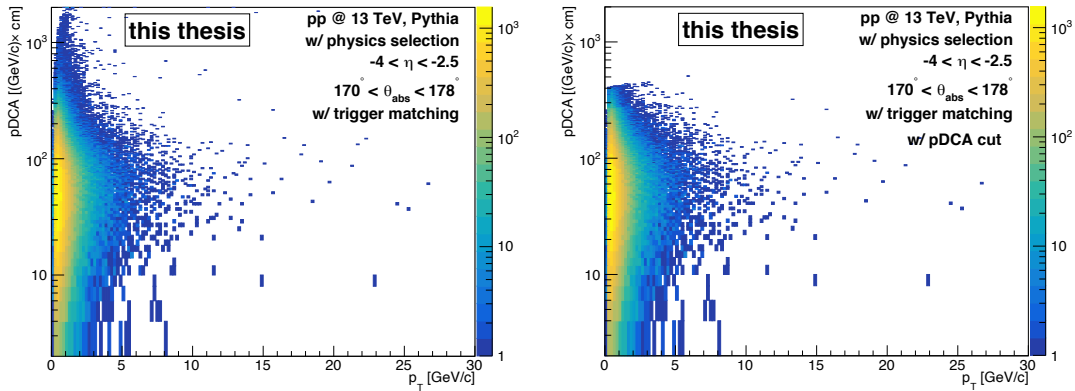 this thesis
pp @ 13 TeV, Pythia
w/ physics selection
-4 < η < -2.5
170° < θabs < 178°
w/ trigger matching
pDCA [(GeV/c)× cm]
10³
10²
10
0 5 10 15 20 25 30
pT [GeV/c]
10³
10²
10
1
this thesis
pp @ 13 TeV, Pythia
w/ physics selection
-4 < η < -2.5
170° < θabs < 178°
w/ trigger matching
w/ pDCA cut
pDCA [(GeV/c)× cm]
10³
10²
10
0 5 10 15 20 25 30
pT [GeV/c]
10³
10²
10
1